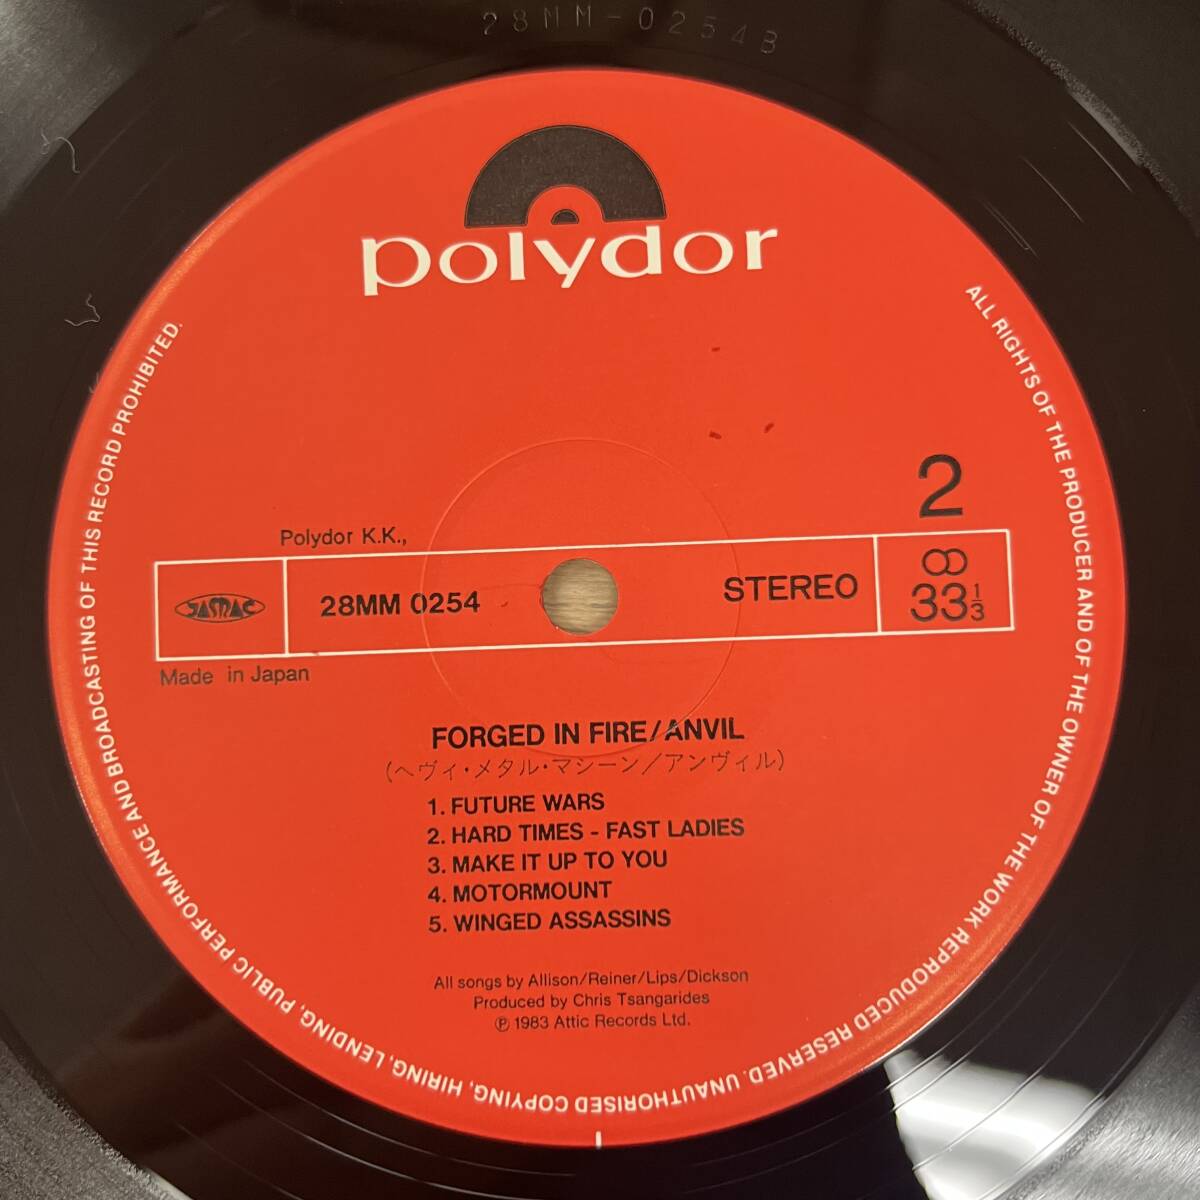 28MM-0254B
polydor
2
Polydor K.K.,
JASRAC
28MM 0254
STEREO
33 1/3
Made in Japan
FORGED IN FIRE/ANVIL
(ヘヴィ・メタル・マシーン/アンヴィル)
1. FUTURE WARS
2. HARD TIMES - FAST LADIES
3. MAKE IT UP TO YOU
4. MOTORMOUNT
5. WINGED ASSASSINS
All songs by Allison/Reiner/Lips/Dickson
Produced by Chris Tsangarides
℗ 1983 Attic Records Ltd.
ALL RIGHTS OF THE PRODUCER AND OF THE OWNER OF THE WORK REPRODUCED RESERVED. UNAUTHORISED COPYING, HIRING, LENDING, PUBLIC PERFORMANCE AND BROADCASTING OF THIS RECORD PROHIBITED.